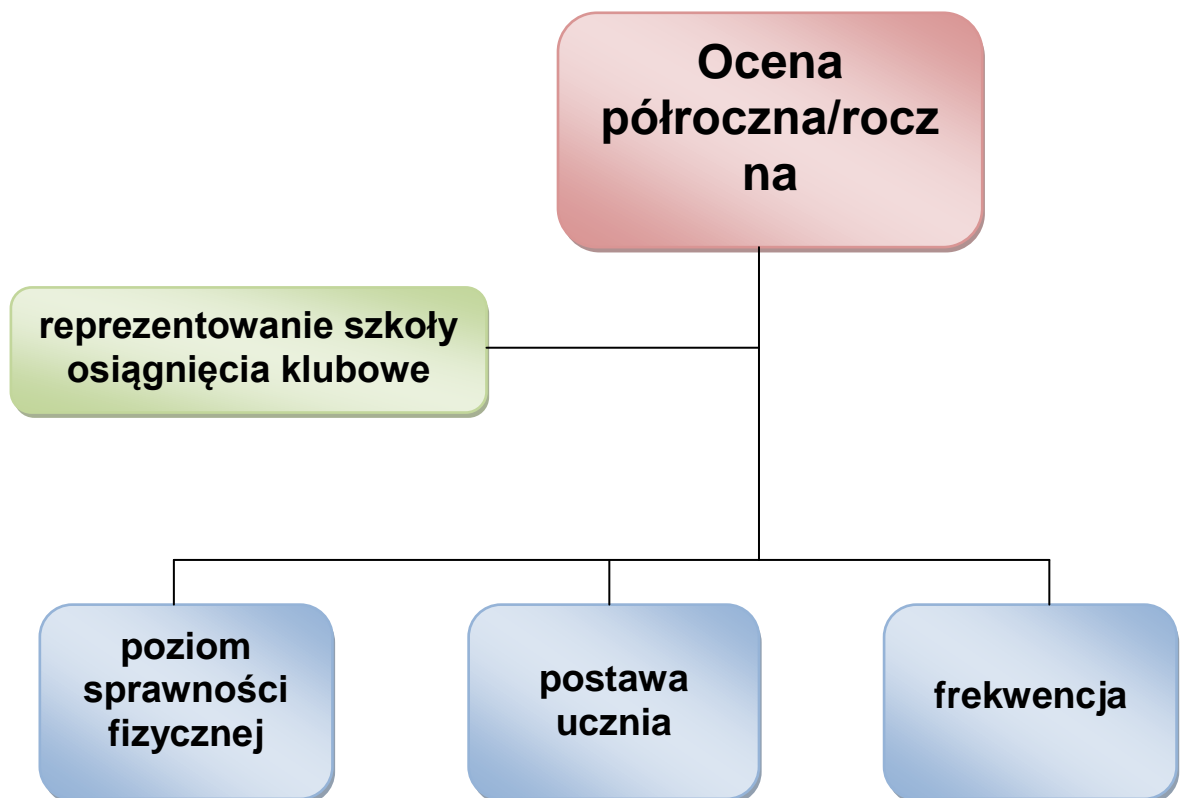 Ocena
półroczna/rocz
na
reprezentowanie szkoły
osiągnięcia klubowe
poziom
sprawności
fizycznej
postawa
ucznia
frekwencja